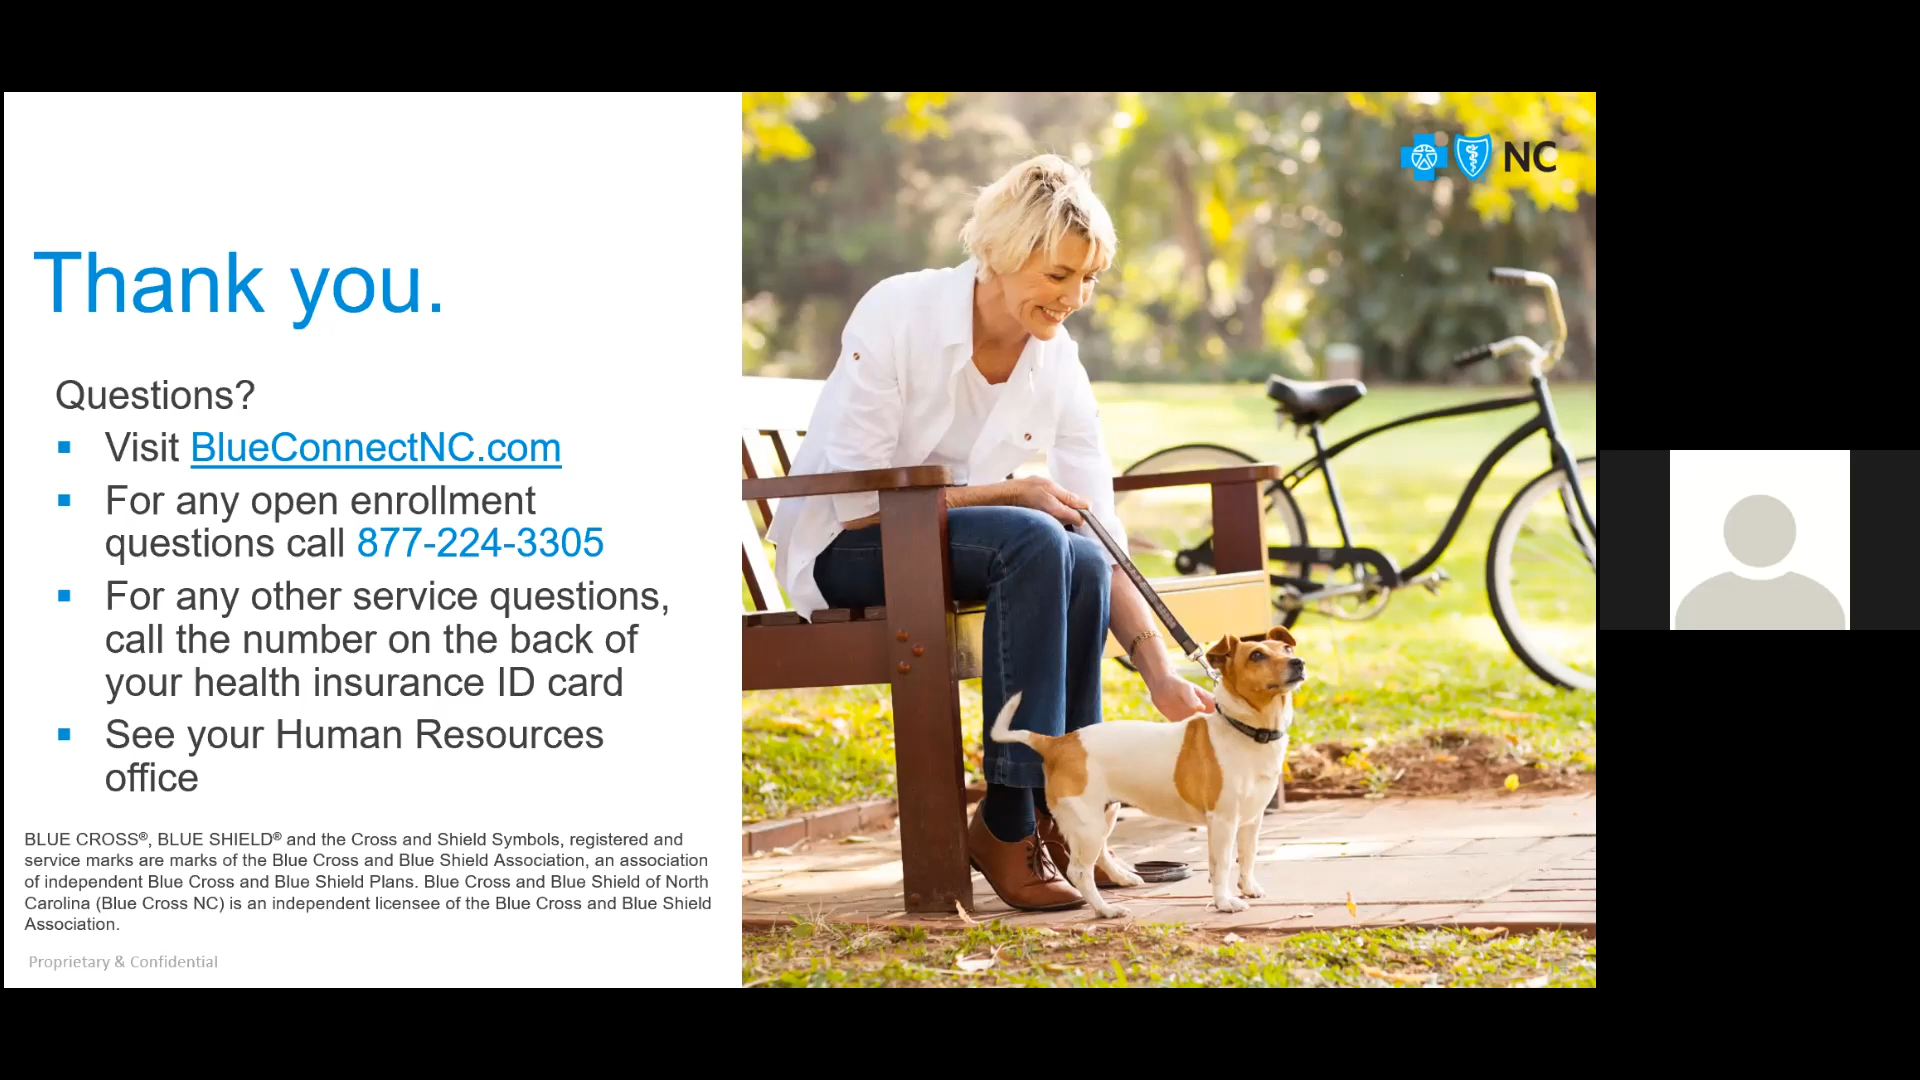 NC
Thank you.
Questions?
▪ Visit BlueConnectNC.com
▪ For any open enrollment
questions call 877-224-3305
▪ For any other service questions,
call the number on the back of
your health insurance ID card
▪ See your Human Resources
office
BLUE CROSS®, BLUE SHIELD® and the Cross and Shield Symbols, registered and
service marks are marks of the Blue Cross and Blue Shield Association, an association
of independent Blue Cross and Blue Shield Plans. Blue Cross and Blue Shield of North
Carolina (Blue Cross NC) is an independent licensee of the Blue Cross and Blue Shield
Association.
Proprietary & Confidential